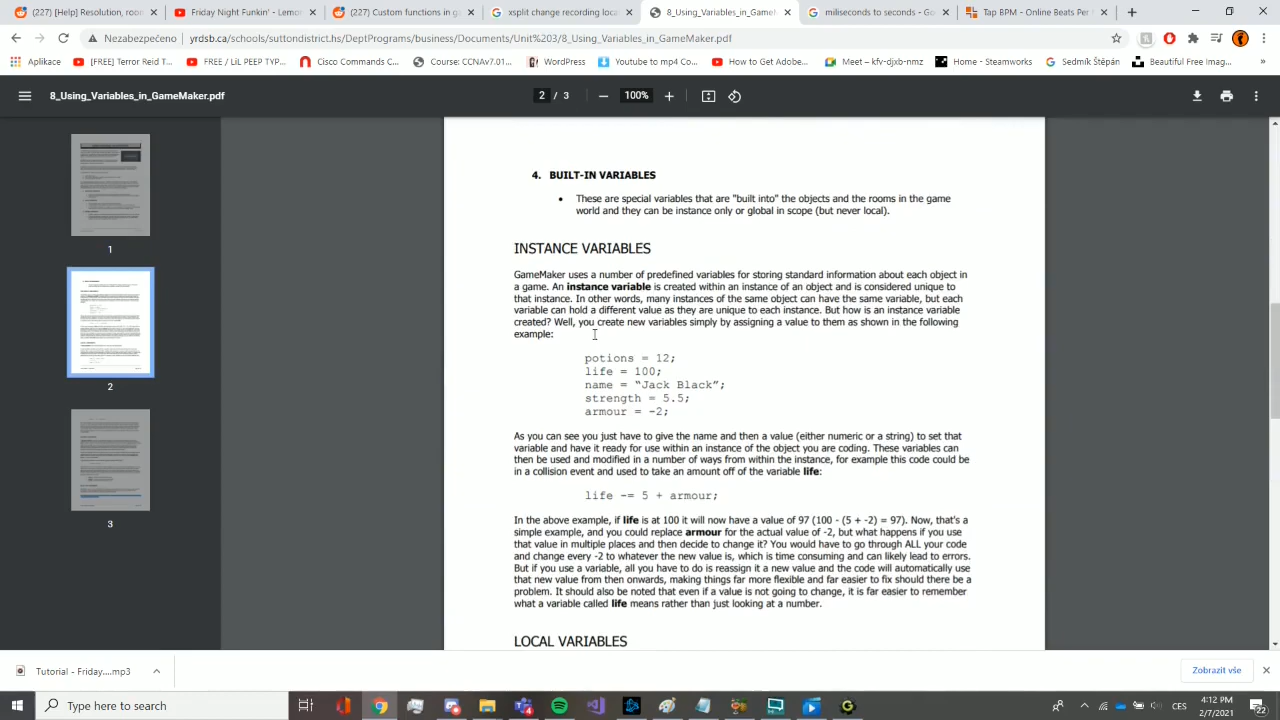 (227) [Help] Resolution, room
Friday Night Funkin' - Lemon
(227) Custom functions in g
xsplit change recording local
8_Using_Variables_in_GameM
miliseconds to seconds - Go
Tap BPM - Online Beats Per
Nezabezpečeno
yrdsb.ca/schools/suttondistrict.hs/DeptPrograms/business/Documents/Unit%203/8_Using_Variables_in_GameMaker.pdf
Aplikace
[FREE] Terror Reid T...
FREE / LiL PEEP TYP...
Cisco Commands C...
Course: CCNAv7.01...
WordPress
Youtube to mp4 Co...
How to Get Adobe...
Meet – kfv-djxb-nmz
Home - Steamworks
Sedmik Štěpán
Beautiful Free Imag...
»
8_Using_Variables_in_GameMaker.pdf
2 / 3
100%
4. BUILT-IN VARIABLES
• These are special variables that are "built into" the objects and the rooms in the game
world and they can be instance only or global in scope (but never local).
INSTANCE VARIABLES
GameMaker uses a number of predefined variables for storing standard information about each object in
a game. An instance variable is created within an instance of an object and is considered unique to
that instance. In other words, many instances of the same object can have the same variable, but each
variable can hold a different value as they are unique to each instance. But how is an instance variable
created? Well, you create new variables simply by assigning a value to them as shown in the following
example:
potions = 12;
life = 100;
name = “Jack Black”;
strength = 5.5;
armour = -2;
As you can see you just have to give the name and then a value (either numeric or a string) to set that
variable and have it ready for use within an instance of the object you are coding. These variables can
then be used and modified in a number of ways from within the instance, for example this code could be
in a collision event and used to take an amount off of the variable life:
life -= 5 + armour;
In the above example, if life is at 100 it will now have a value of 97 (100 - (5 + -2) = 97). Now, that's a
simple example, and you could replace armour for the actual value of -2, but what happens if you use
that value in multiple places and then decide to change it? You would have to go through ALL your code
and change every -2 to whatever the new value is, which is time consuming and can likely lead to errors.
But if you use a variable, all you have to do is reassign it a new value and the code will automatically use
that new value from then onwards, making things far more flexible and far easier to fix should there be a
problem. It should also be noted that even if a value is not going to change, it is far easier to remember
what a variable called life means rather than just looking at a number.
LOCAL VARIABLES
1
2
3
Tutorial - Friday....mp3
Zobrazit vše
Type here to search
CES
4:12 PM
2/7/2021
22